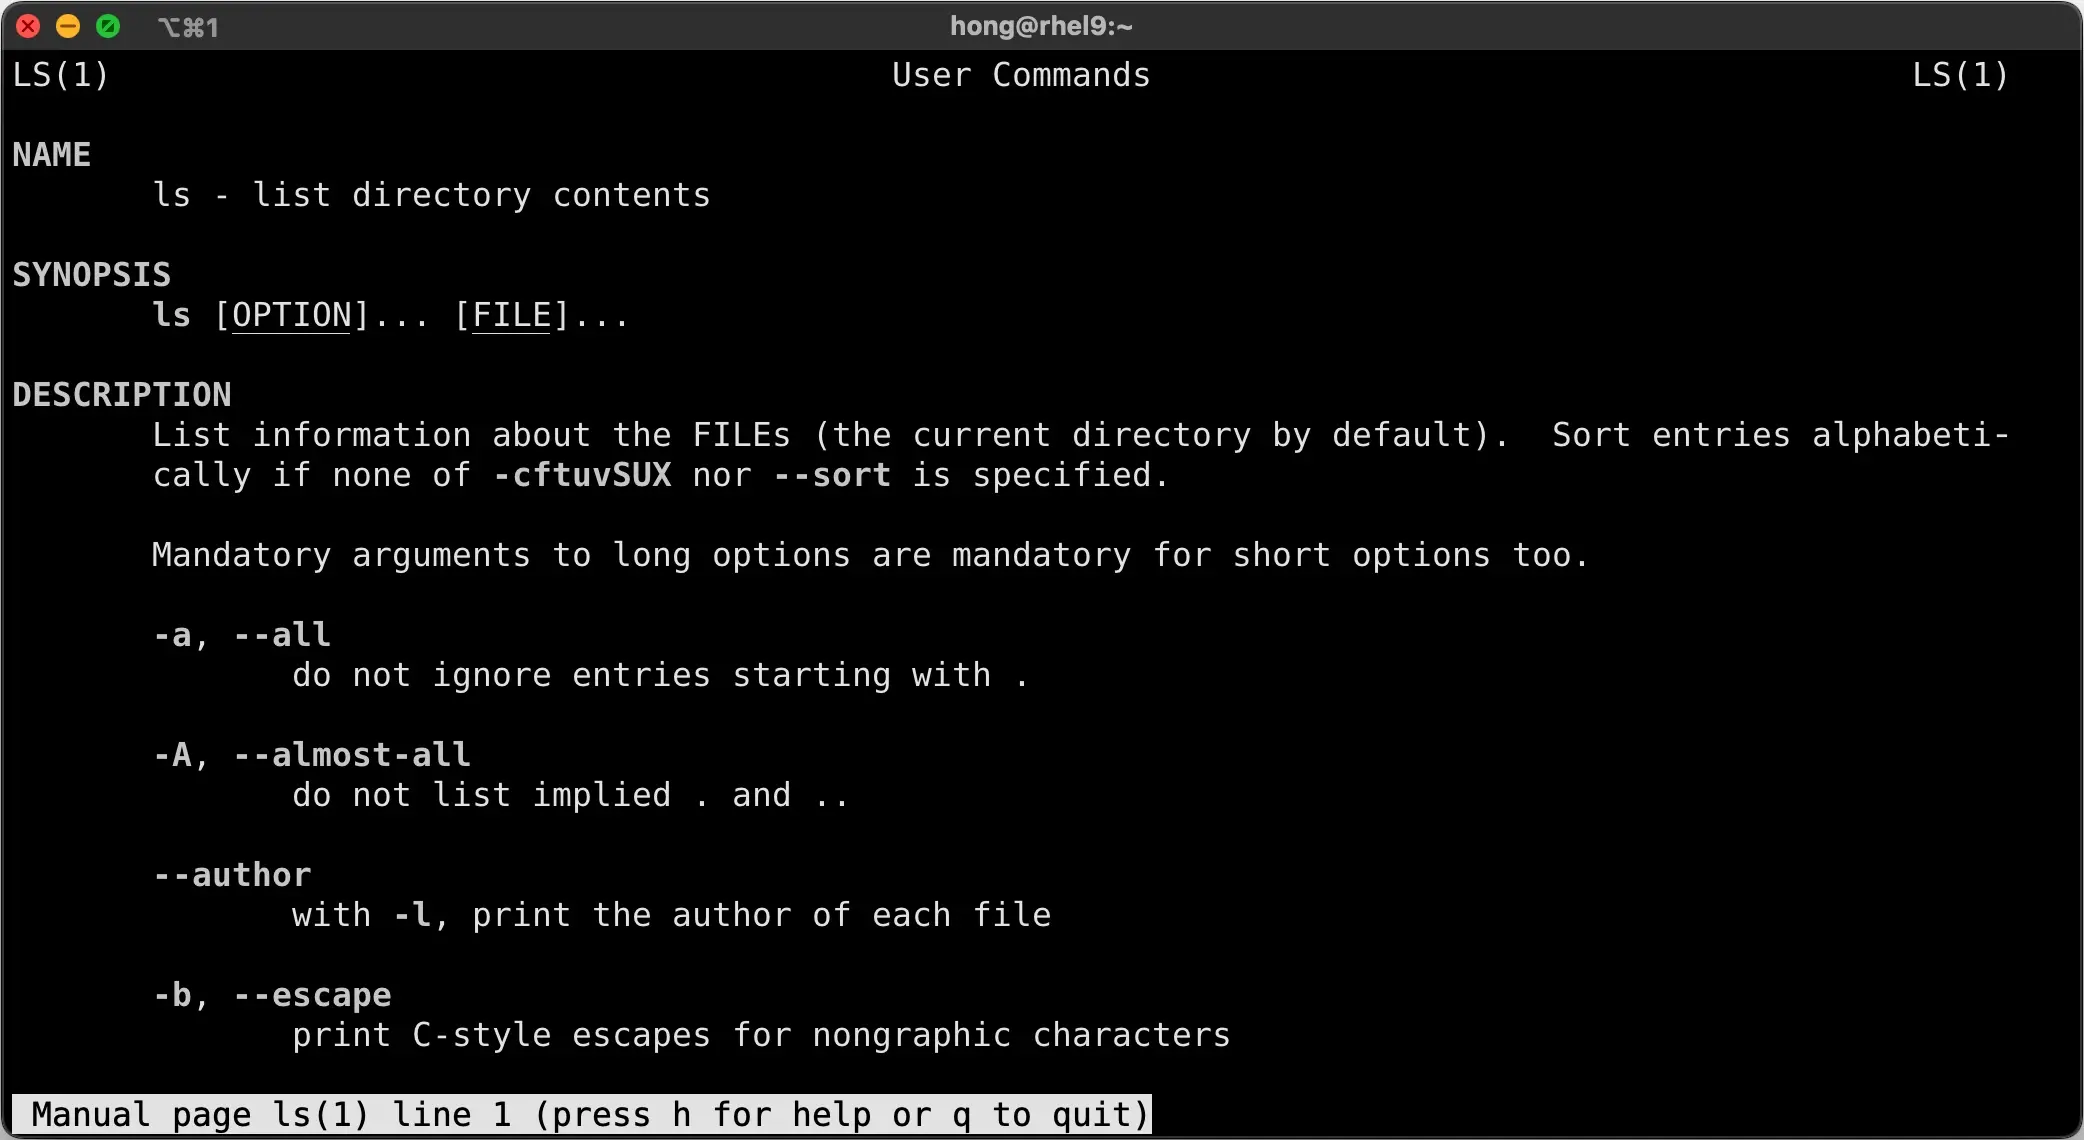 ⌥⌘1 hong@rhel9:~
LS(1) User Commands LS(1)
NAME
ls - list directory contents
SYNOPSIS
ls [OPTION]... [FILE]...
DESCRIPTION
List information about the FILEs (the current directory by default).  Sort entries alphabeti-
cally if none of -cftuvSUX nor --sort is specified.
Mandatory arguments to long options are mandatory for short options too.
-a, --all
do not ignore entries starting with .
-A, --almost-all
do not list implied . and ..
--author
with -l, print the author of each file
-b, --escape
print C-style escapes for nongraphic characters
Manual page ls(1) line 1 (press h for help or q to quit)